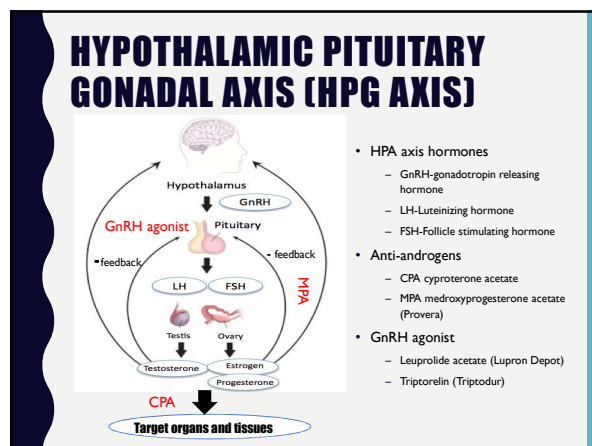 HYPOTHALAMIC PITUITARY
GONADAL AXIS (HPG AXIS)
Hypothalamus
GnRH
GnRH agonist
Pituitary
-feedback
- feedback
LH
FSH
MPA
Testis
Ovary
Testosterone
Estrogen
Progesterone
CPA
Target organs and tissues
• HPA axis hormones
– GnRH-gonadotropin releasing
hormone
– LH-Luteinizing hormone
– FSH-Follicle stimulating hormone
• Anti-androgens
– CPA cyproterone acetate
– MPA medroxyprogesterone acetate
(Provera)
• GnRH agonist
– Leuprolide acetate (Lupron Depot)
– Triptorelin (Triptodur)